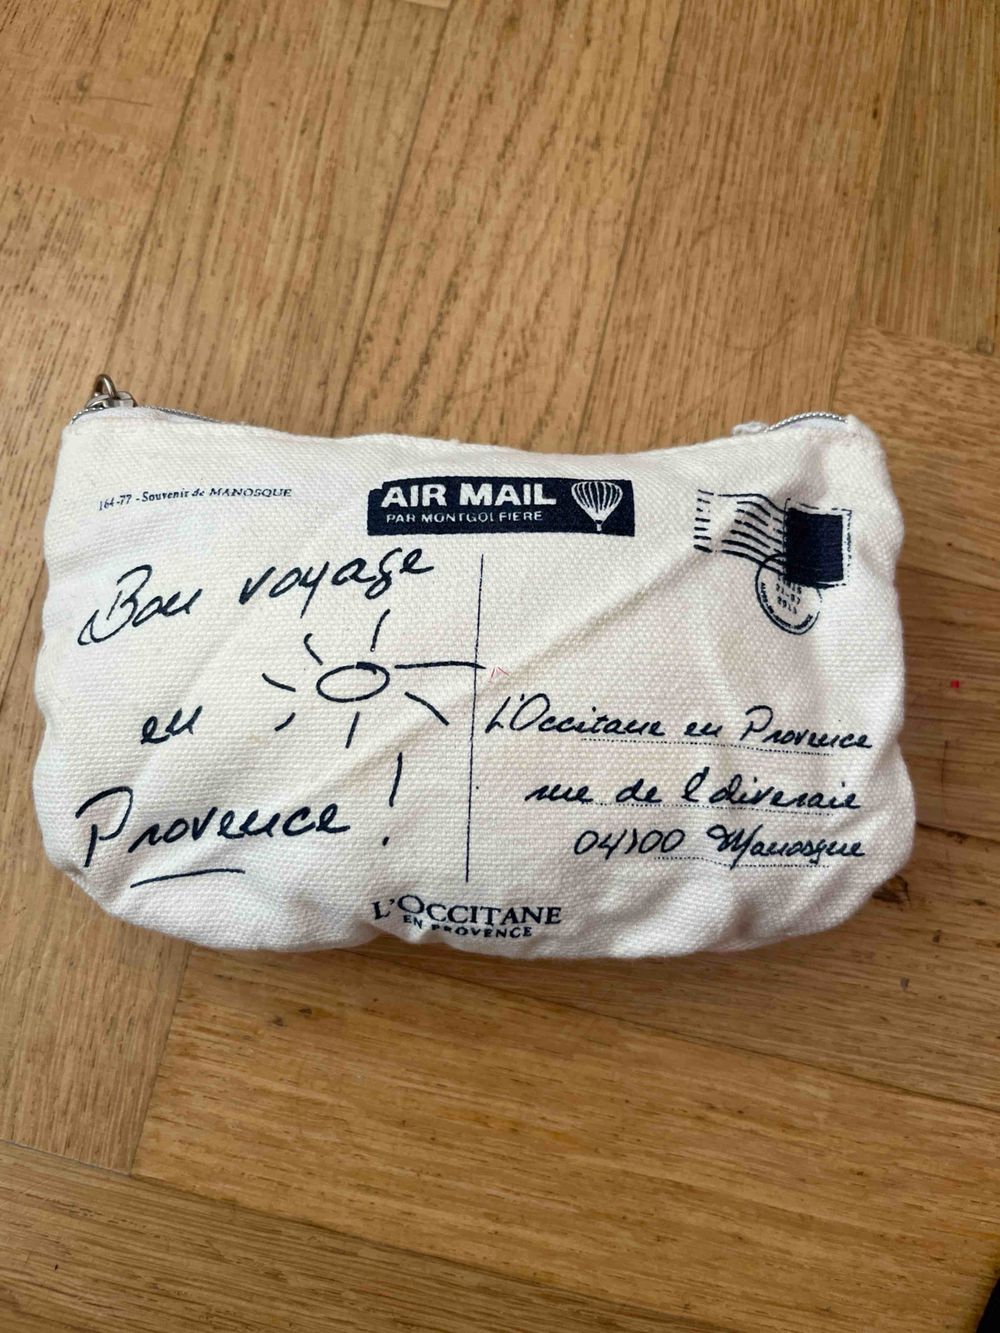 164-77 - Souvenir de MANOSQUE
AIR MAIL
PAR MONTGOLFIERE
Bon voyage
en
Provence !
L'Occitane en Provence
rue de l'diveraie
04100 Manosque
L'OCCITANE
EN PROVENCE